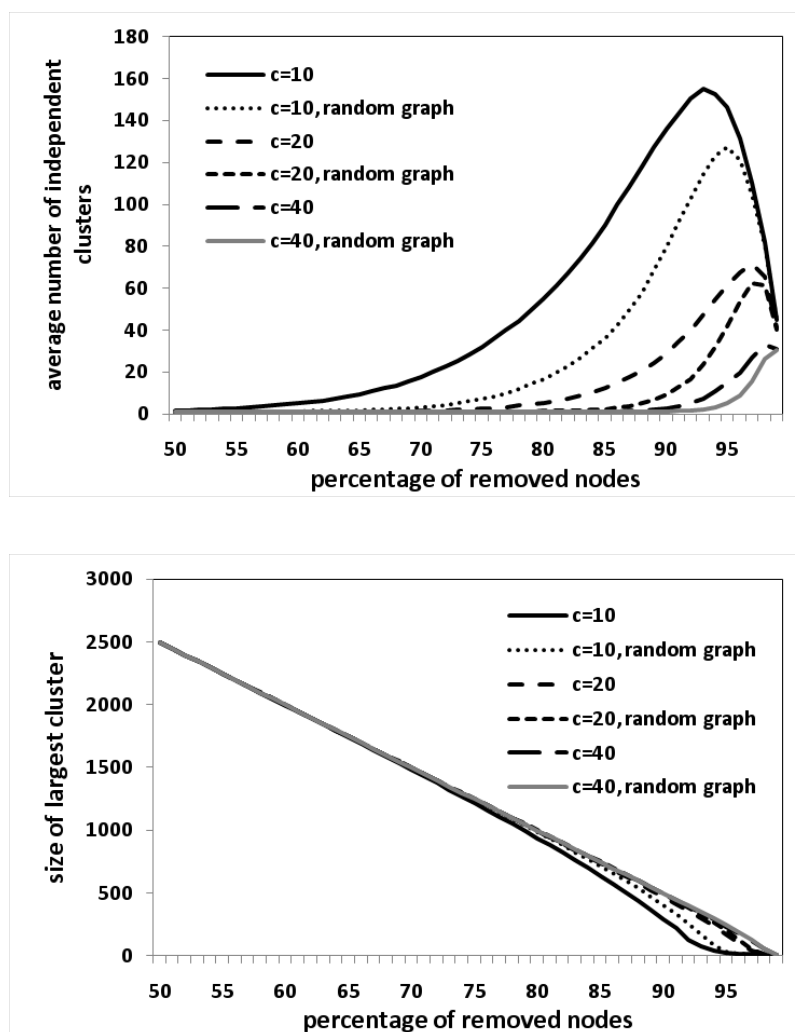 180
160
140
120
100
80
60
40
20
0
average number of independent
clusters
c=10
c=10,random graph
c=20
c=20,random graph
c=40
c=40,random graph
50 55 60 65 70 75 80 85 90 95
percentage of removed nodes
3000
2500
2000
1500
1000
500
0
size of largest cluster
c=10
c=10,random graph
c=20
c=20,random graph
c=40
c=40,random graph
50 55 60 65 70 75 80 85 90 95
percentage of removed nodes